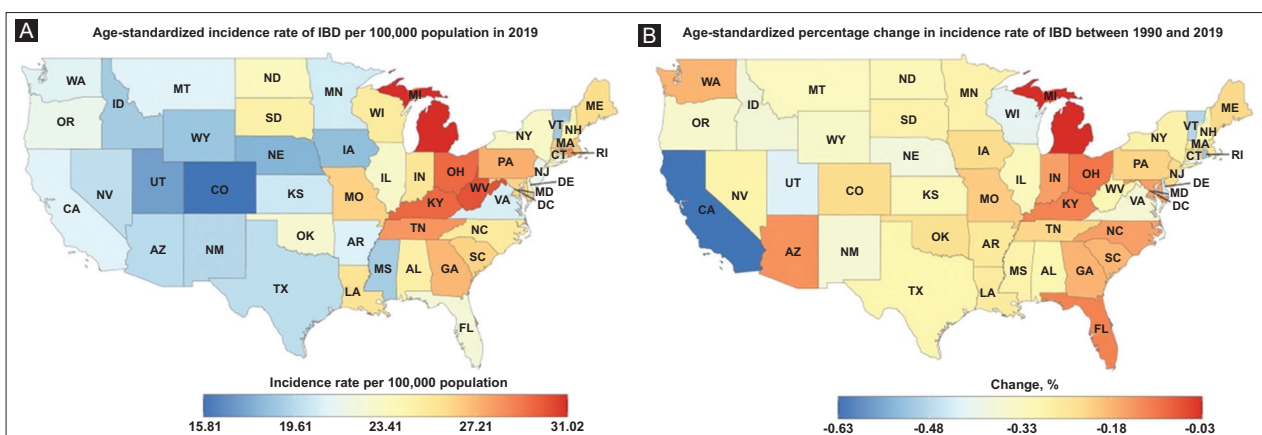 A
Age-standardized incidence rate of IBD per 100,000 population in 2019
WA
MT
ND
MN
MI
ME
OR
ID
WY
SD
WI
VT
NH
NY
MA
CT
RI
NV
UT
CO
NE
IA
IL
IN
OH
PA
NJ
CA
KS
MO
KY
WV
VA
DE
MD
DC
AZ
NM
OK
AR
TN
NC
SC
TX
LA
MS
AL
GA
FL
Incidence rate per 100,000 population
15.81 19.61 23.41 27.21 31.02
B
Age-standardized percentage change in incidence rate of IBD between 1990 and 2019
WA
MT
ND
MN
MI
ME
OR
ID
WY
SD
WI
VT
NH
NY
MA
CT
RI
NV
UT
CO
NE
IA
IL
IN
OH
PA
NJ
CA
KS
MO
KY
WV
VA
DE
MD
DC
AZ
NM
OK
AR
TN
NC
SC
TX
LA
MS
AL
GA
FL
Change, %
-0.63 -0.48 -0.33 -0.18 -0.03